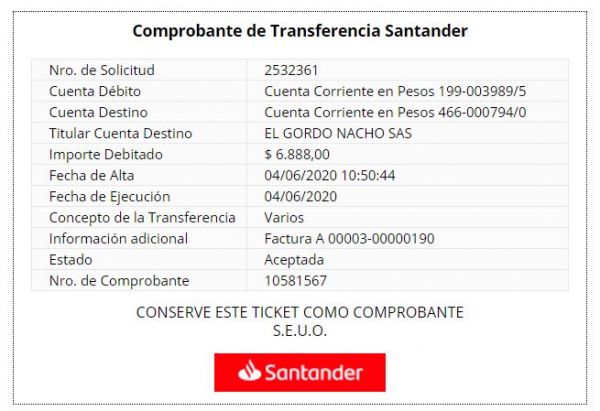 Comprobante de Transferencia Santander
Nro. de Solicitud 2532361
Cuenta Débito Cuenta Corriente en Pesos 199-003989/5
Cuenta Destino Cuenta Corriente en Pesos 466-000794/0
Titular Cuenta Destino EL GORDO NACHO SAS
Importe Debitado $ 6.888,00
Fecha de Alta 04/06/2020 10:50:44
Fecha de Ejecución 04/06/2020
Concepto de la Transferencia Varios
Información adicional Factura A 00003-00000190
Estado Aceptada
Nro. de Comprobante 10581567
CONSERVE ESTE TICKET COMO COMPROBANTE
S.E.U.O.
Santander